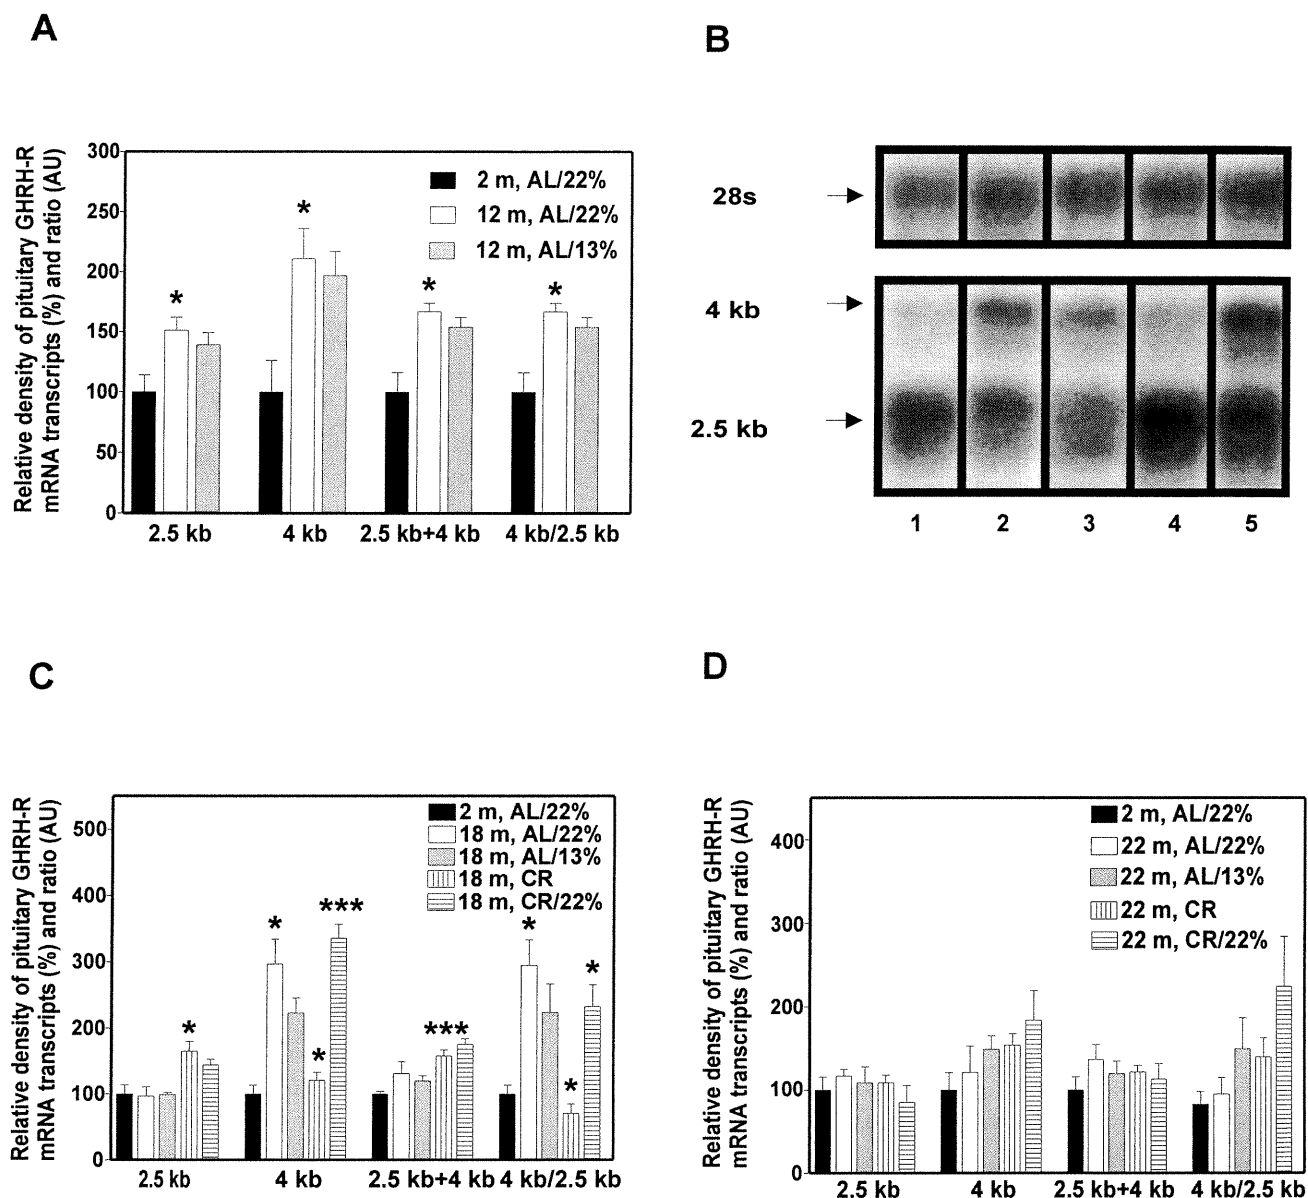 A
Relative density of pituitary GHRH-R
mRNA transcripts (%) and ratio (AU)
300
250
200
150
100
50
0
2 m, AL/22%
12 m, AL/22%
12 m, AL/13%
*
*
*
*
2.5 kb
4 kb
2.5 kb+4 kb
4 kb/2.5 kb
B
28s
4 kb
2.5 kb
1
2
3
4
5
C
Relative density of pituitary GHRH-R
mRNA transcripts (%) and ratio (AU)
500
400
300
200
100
0
2 m, AL/22%
18 m, AL/22%
18 m, AL/13%
18 m, CR
18 m, CR/22%
*
*
*
***
***
*
*
*
2.5 kb
4 kb
2.5 kb+4 kb
4 kb/2.5 kb
D
Relative density of pituitary GHRH-R
mRNA transcripts (%) and ratio (AU)
400
300
200
100
0
2 m, AL/22%
22 m, AL/22%
22 m, AL/13%
22 m, CR
22 m, CR/22%
2.5 kb
4 kb
2.5 kb+4 kb
4 kb/2.5 kb